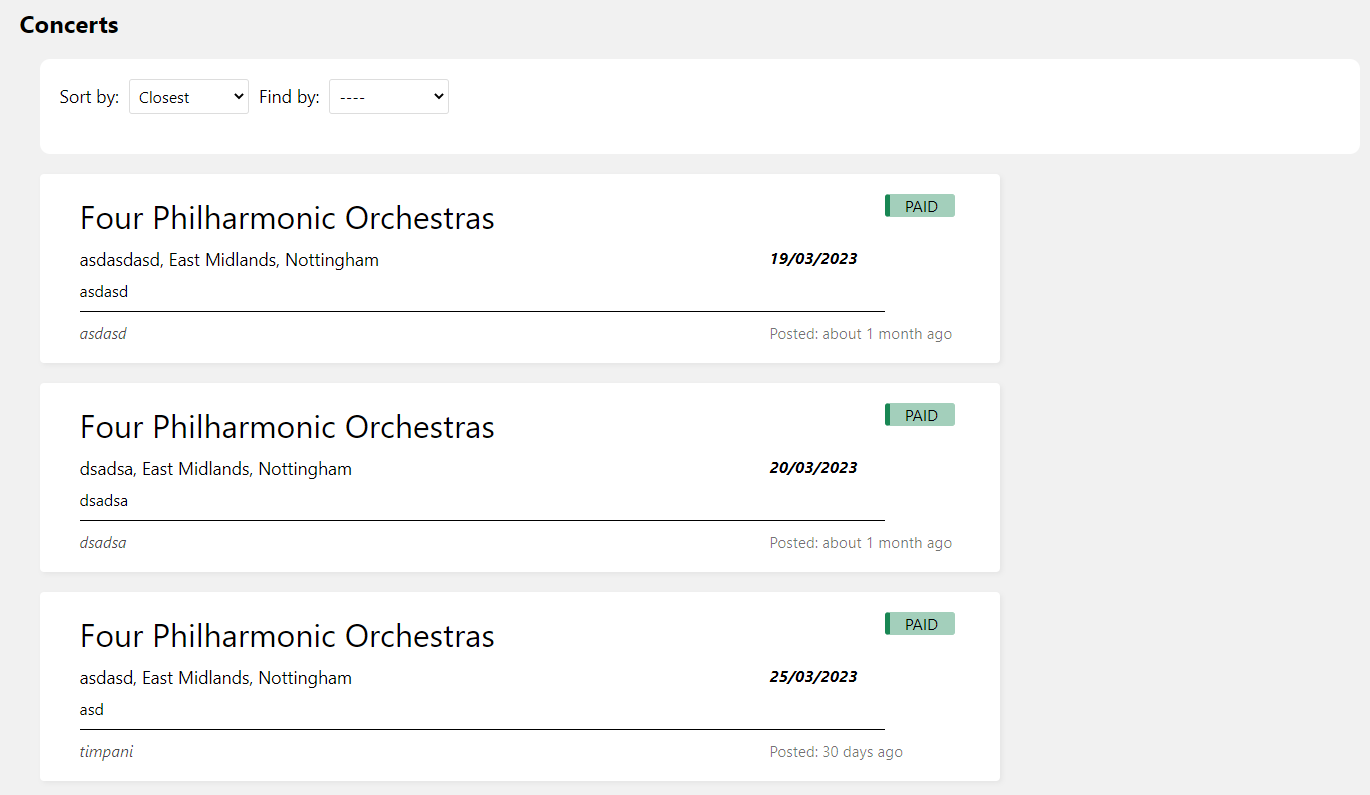 Concerts
Sort by: Closest Find by: ----
Four Philharmonic Orchestras PAID
asdasdasd, East Midlands, Nottingham 19/03/2023
asdasd
asdasd Posted: about 1 month ago
Four Philharmonic Orchestras PAID
dsadsa, East Midlands, Nottingham 20/03/2023
dsadsa
dsadsa Posted: about 1 month ago
Four Philharmonic Orchestras PAID
asdasd, East Midlands, Nottingham 25/03/2023
asd
timpani Posted: 30 days ago